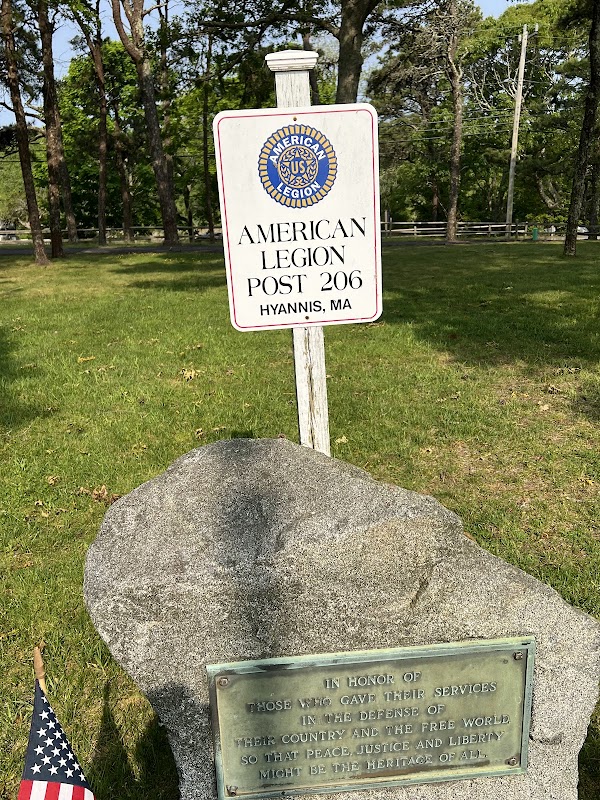 AMERICAN
US
LEGION
AMERICAN
LEGION
POST 206
HYANNIS, MA
IN HONOR OF
THOSE WHO GAVE THEIR SERVICES
IN THE DEFENSE OF
THEIR COUNTRY AND THE FREE WORLD
SO THAT PEACE, JUSTICE AND LIBERTY
MIGHT BE THE HERITAGE OF ALL.